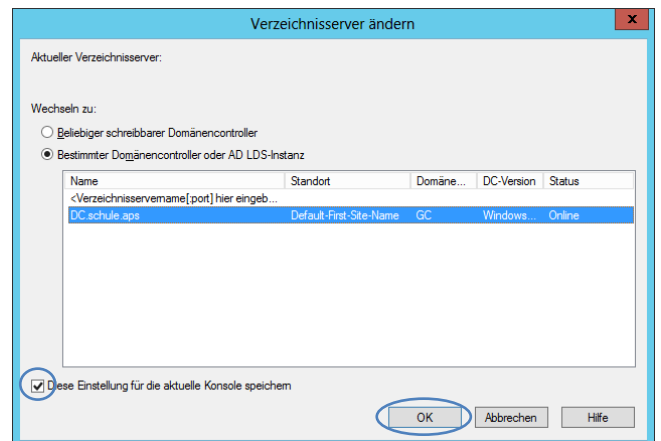 Verzeichnisserver ändern
x
Aktueller Verzeichnisserver:
Wechseln zu:
Beliebiger schreibbarer Domänencontroller
Bestimmter Domänencontroller oder AD LDS-Instanz
Name Standort Domäne... DC-Version Status
<Verzeichnisservername[:port] hier eingeb...
DC.schule.aps Default-First-Site-Name GC Windows... Online
Diese Einstellung für die aktuelle Konsole speichern
OK Abbrechen Hilfe